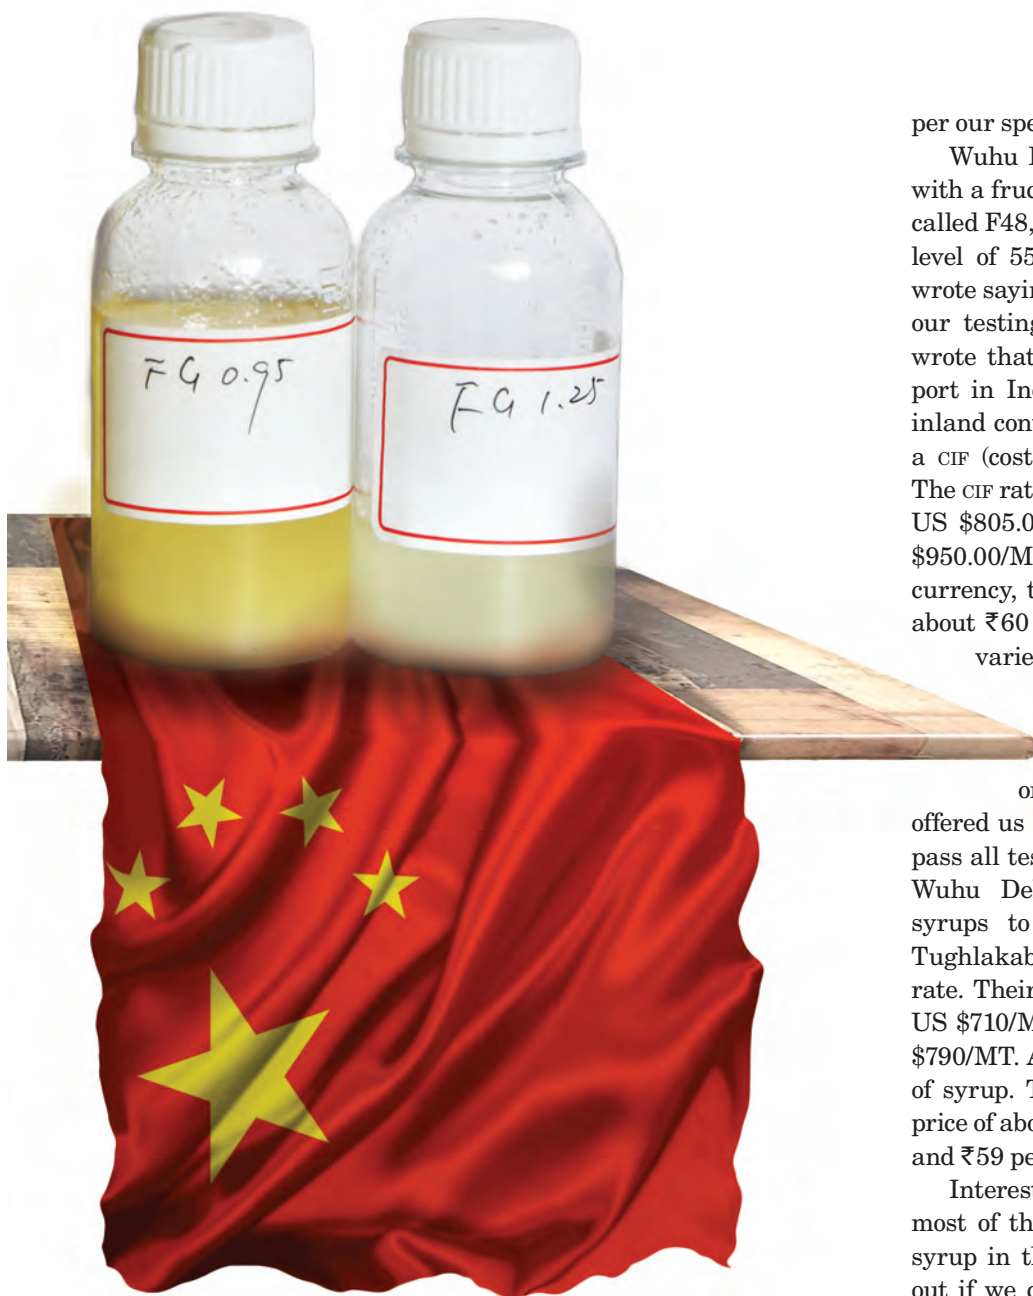 FG 0.95
FG 1.25
per our spe
Wuhu
with a fruc
called F48,
level of 55
wrote sayin
our testing
wrote that
port in Ind
inland con
a CIF (cost
The CIF rat
US $805.0
$950.00/M
currency, t
about ₹60
varie
or
offered us
pass all tes
Wuhu De
syrups to
Tughlakab
rate. Their
US $710/M
$790/MT. A
of syrup. T
price of abo
and ₹59 pe
Interest
most of th
syrup in th
out if we